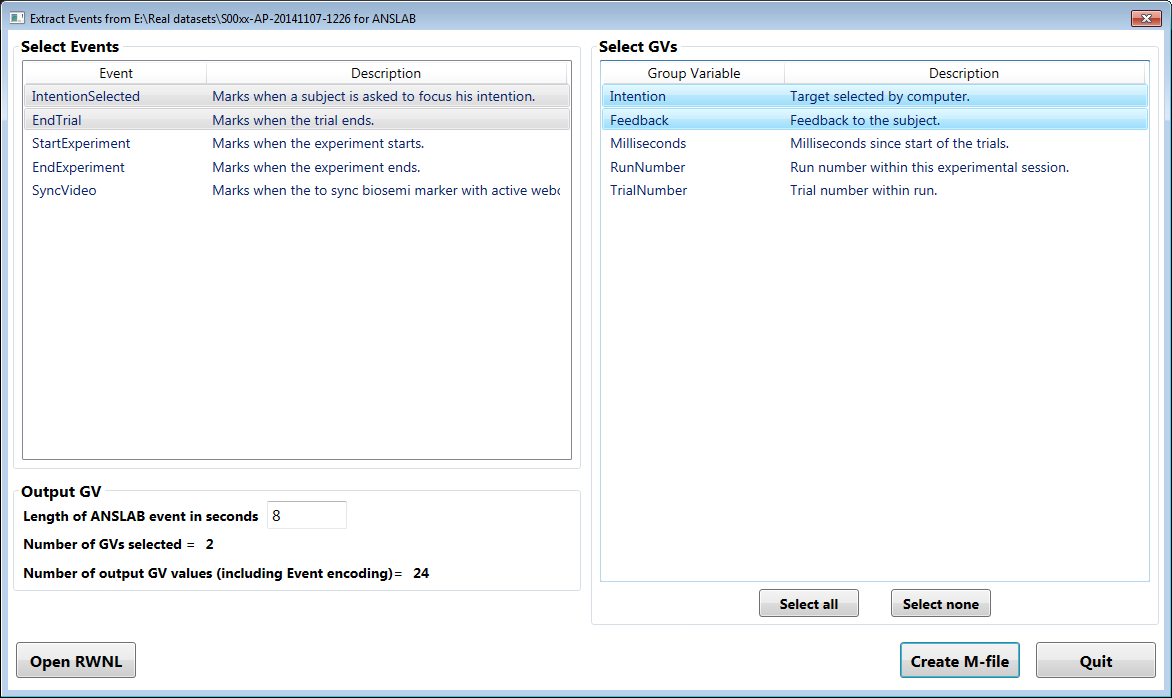 Extract Events from E:\Real datasets\S00xx-AP-20141107-1226 for ANSLAB
Select Events
Event Description
IntentionSelected Marks when a subject is asked to focus his intention.
EndTrial Marks when the trial ends.
StartExperiment Marks when the experiment starts.
EndExperiment Marks when the experiment ends.
SyncVideo Marks when the to sync biosemi marker with active webc
Output GV
Length of ANSLAB event in seconds 8
Number of GVs selected = 2
Number of output GV values (including Event encoding)= 24
Open RWNL
Select GVs
Group Variable Description
Intention Target selected by computer.
Feedback Feedback to the subject.
Milliseconds Milliseconds since start of the trials.
RunNumber Run number within this experimental session.
TrialNumber Trial number within run.
Select all Select none
Create M-file Quit